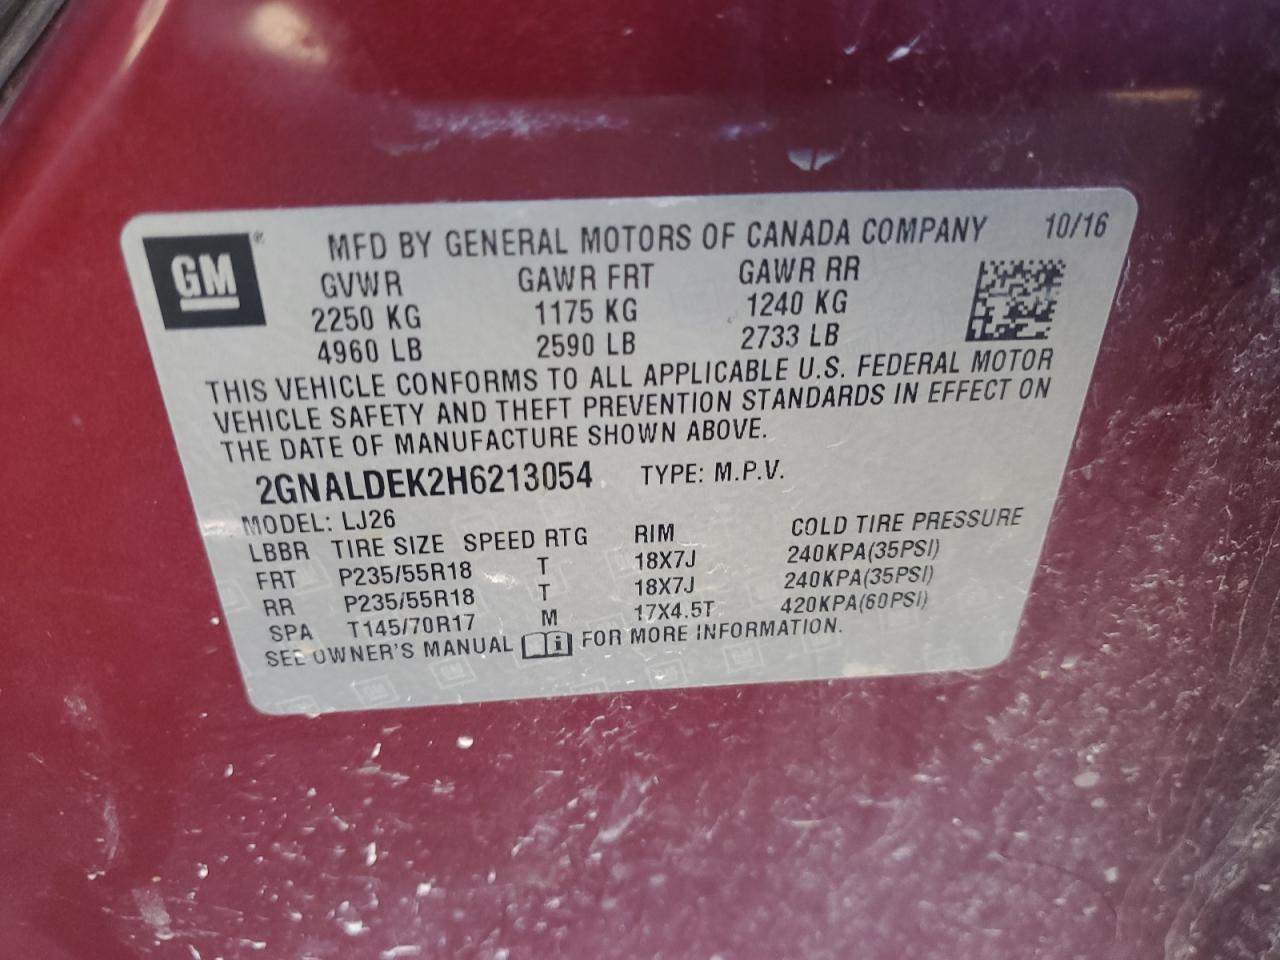 GM ®
MFD BY GENERAL MOTORS OF CANADA COMPANY 10/16
GVWR GAWR FRT GAWR RR
2250 KG 1175 KG 1240 KG
4960 LB 2590 LB 2733 LB
THIS VEHICLE CONFORMS TO ALL APPLICABLE U.S. FEDERAL MOTOR
VEHICLE SAFETY AND THEFT PREVENTION STANDARDS IN EFFECT ON
THE DATE OF MANUFACTURE SHOWN ABOVE.
2GNALDEK2H6213054 TYPE: M.P.V.
MODEL: LJ26
LBBR TIRE SIZE SPEED RTG RIM COLD TIRE PRESSURE
FRT P235/55R18 T 18X7J 240KPA(35PSI)
RR P235/55R18 T 18X7J 240KPA(35PSI)
SPA T145/70R17 M 17X4.5T 420KPA(60PSI)
SEE OWNER'S MANUAL i FOR MORE INFORMATION.